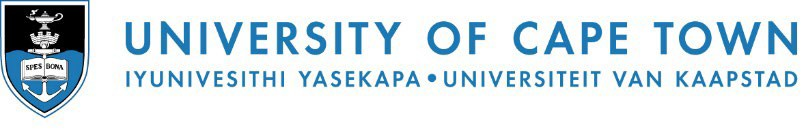 SPES BONA
UNIVERSITY OF CAPE TOWN
IYUNIVESITHI YASEKAPA • UNIVERSITEIT VAN KAAPSTAD